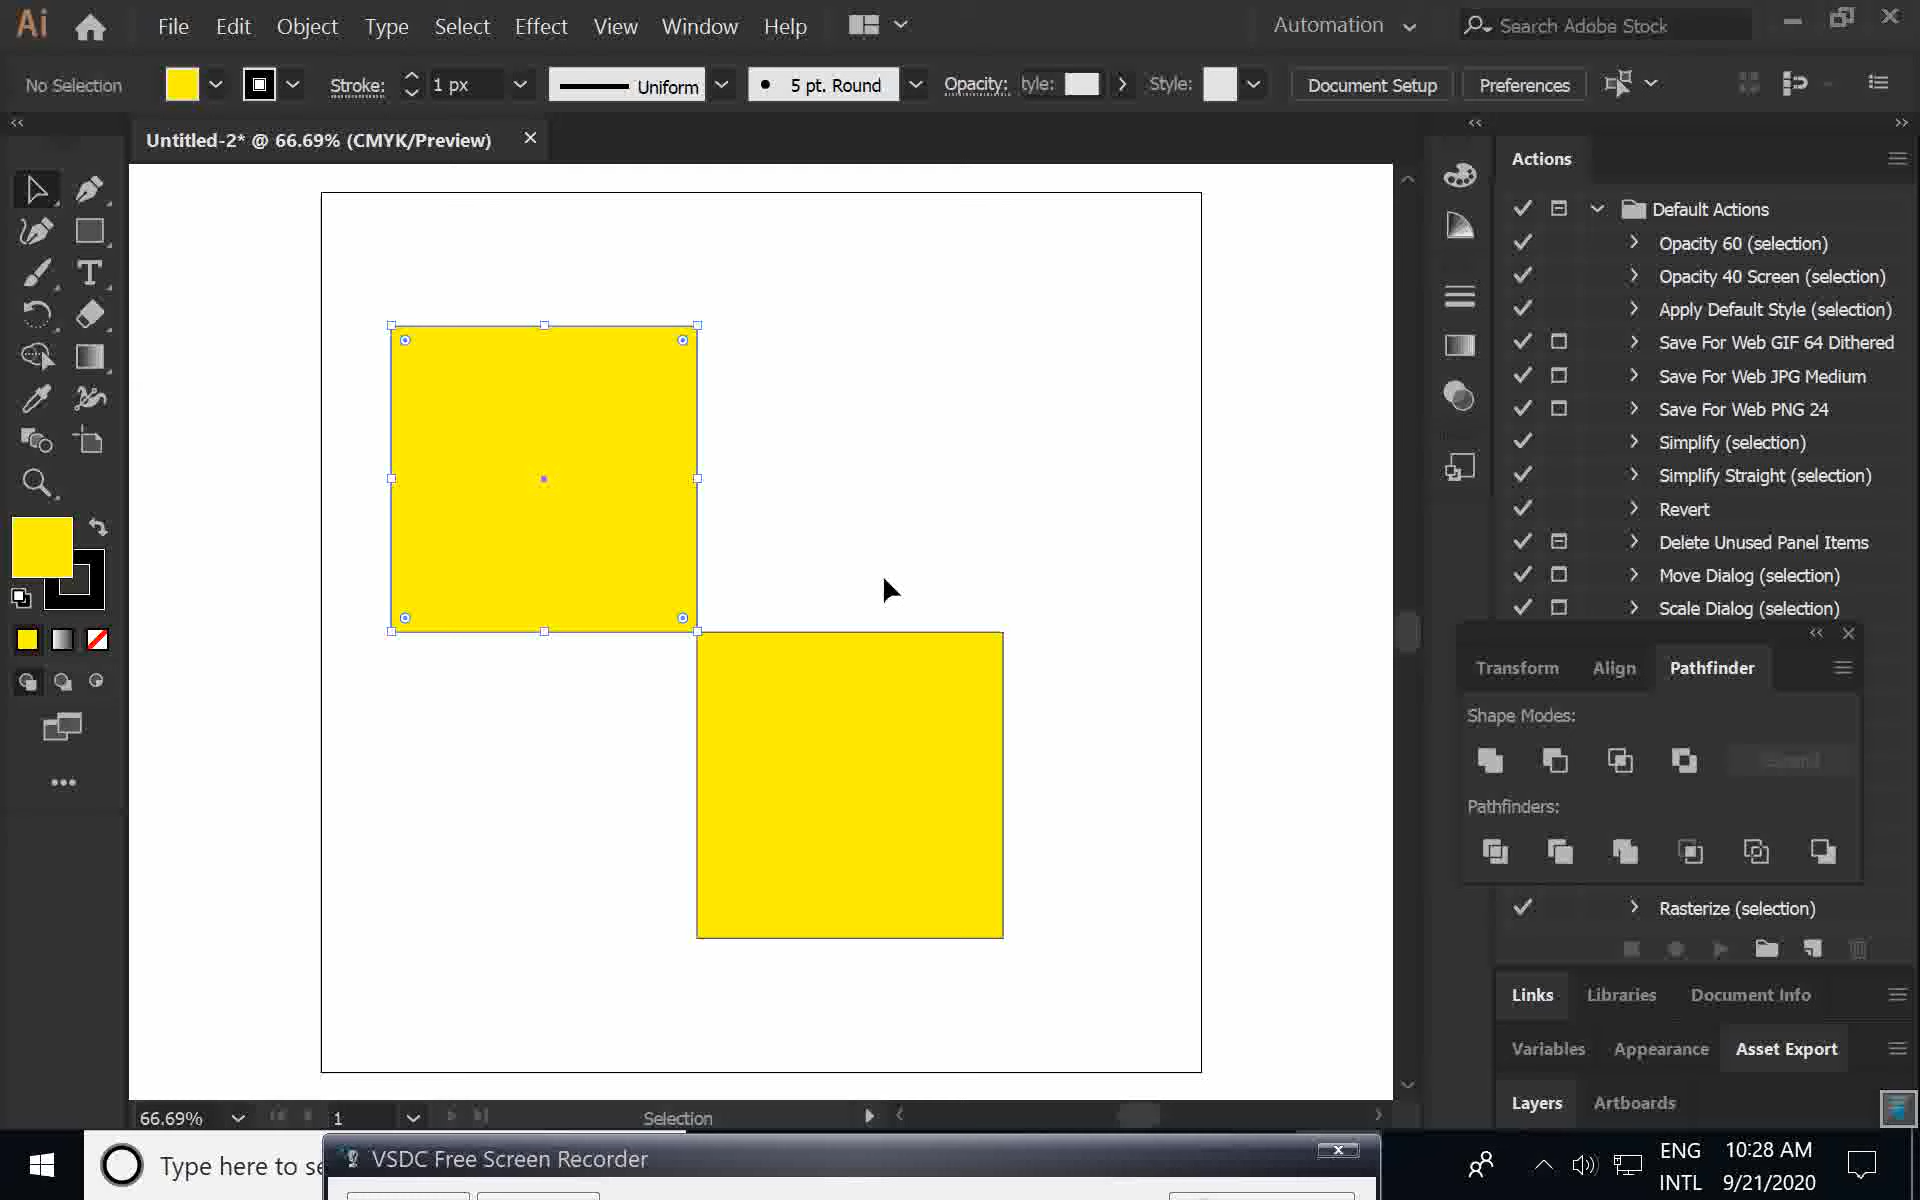 Ai File Edit Object Type Select Effect View Window Help Automation Search Adobe Stock
No Selection Stroke: 1 px Uniform 5 pt. Round Opacity: tyle: Style: Document Setup Preferences
Untitled-2* @ 66.69% (CMYK/Preview)
Actions
Default Actions
Opacity 60 (selection)
Opacity 40 Screen (selection)
Apply Default Style (selection)
Save For Web GIF 64 Dithered
Save For Web JPG Medium
Save For Web PNG 24
Simplify (selection)
Simplify Straight (selection)
Revert
Delete Unused Panel Items
Move Dialog (selection)
Scale Dialog (selection)
Transform Align Pathfinder
Shape Modes:
Expand
Pathfinders:
Rasterize (selection)
Links Libraries Document Info
Variables Appearance Asset Export
Layers Artboards
66.69% 1 Selection
Type here to se
VSDC Free Screen Recorder
ENG 10:28 AM
INTL 9/21/2020